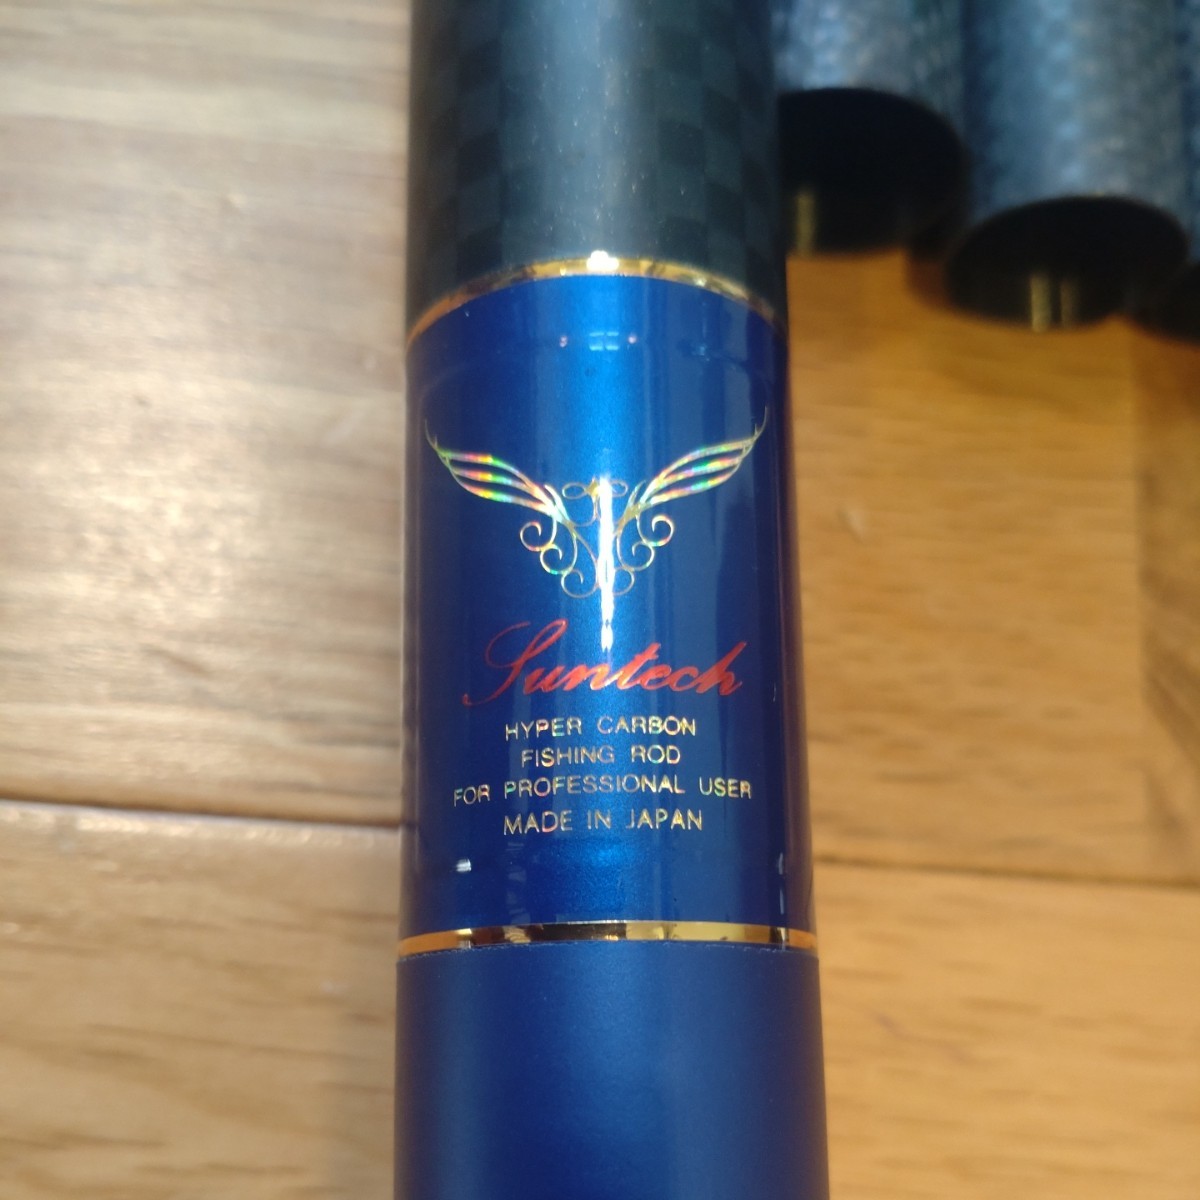 Suntech
HYPER CARBON
FISHING ROD
FOR PROFESSIONAL USER
MADE IN JAPAN